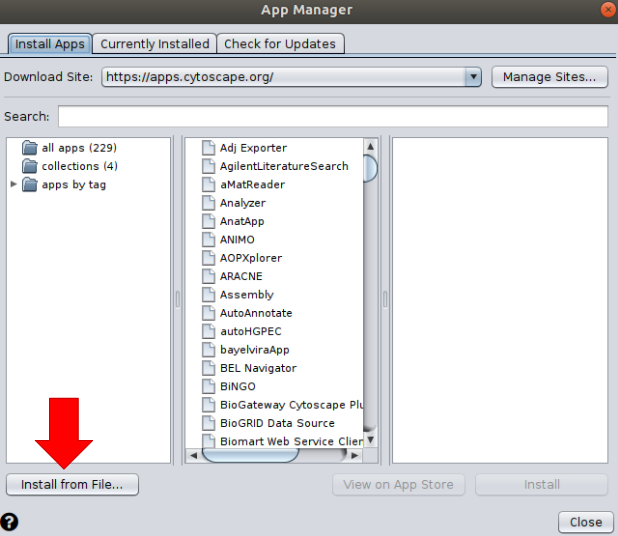 App Manager
Install Apps
Currently Installed
Check for Updates
Download Site:
https://apps.cytoscape.org/
Manage Sites...
Search:
all apps (229)
collections (4)
apps by tag
Adj Exporter
AgilentLiteratureSearch
aMatReader
Analyzer
AnatApp
ANIMO
AOPXplorer
ARACNE
Assembly
AutoAnnotate
autoHGPEC
bayelviraApp
BEL Navigator
BiNGO
BioGateway Cytoscape Plu
BioGRID Data Source
Biomart Web Service Clien
Install from File...
View on App Store
Install
?
Close